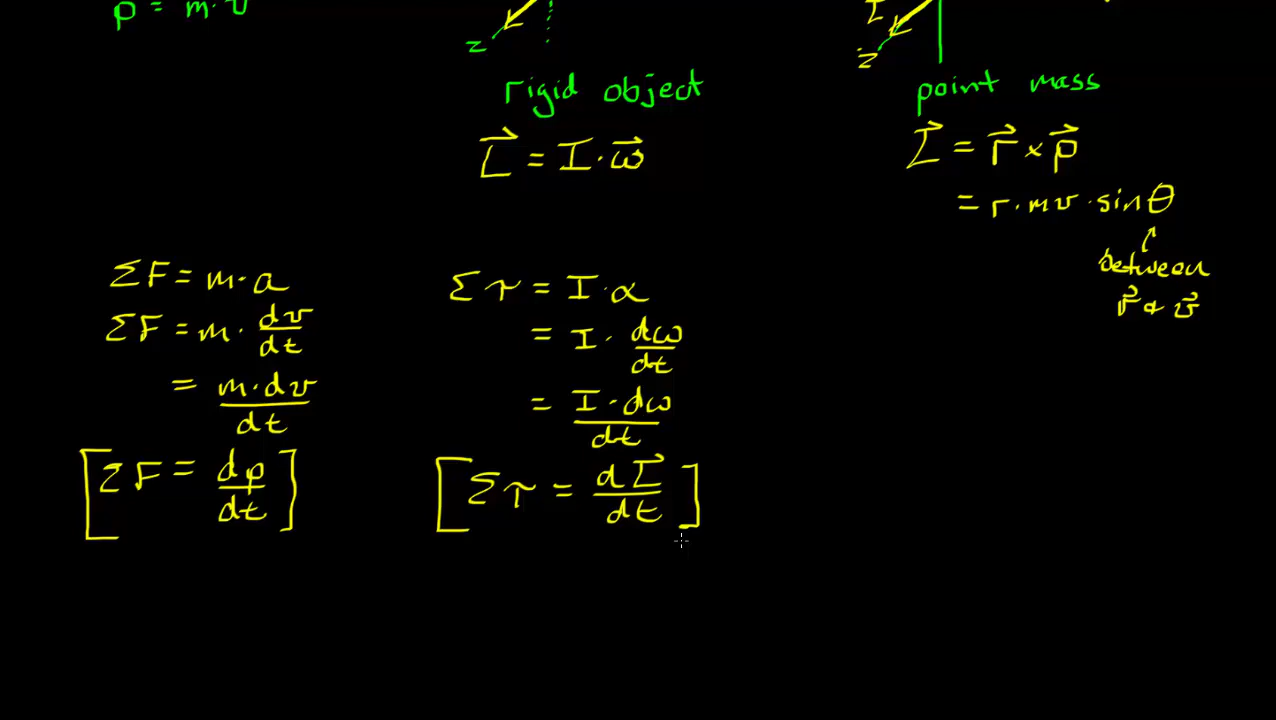 p = m·v
z
rigid object
L⃗ = I·ω⃗
L
z
point mass
L⃗ = r⃗ × p⃗
= r·mv·sinθ
between
r⃗ & v⃗
ΣF = m·a
ΣF = m· dv/dt
= m·dv/dt
[ΣF = dp/dt]
Στ = I·α
= I· dω/dt
= I·dω/dt
[Στ = dL⃗/dt]